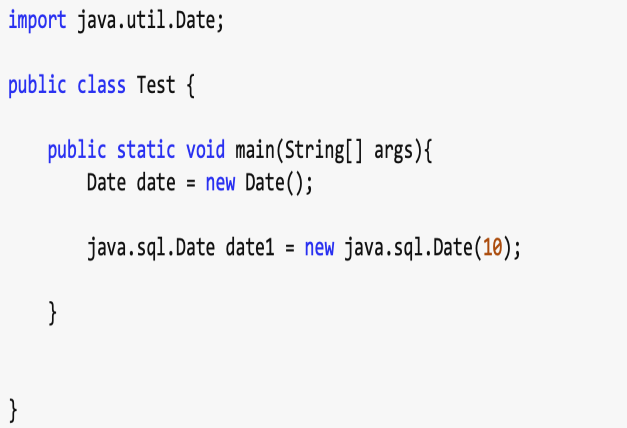 import java.util.Date;
public class Test {
public static void main(String[] args){
Date date = new Date();
java.sql.Date date1 = new java.sql.Date(10);
}
}